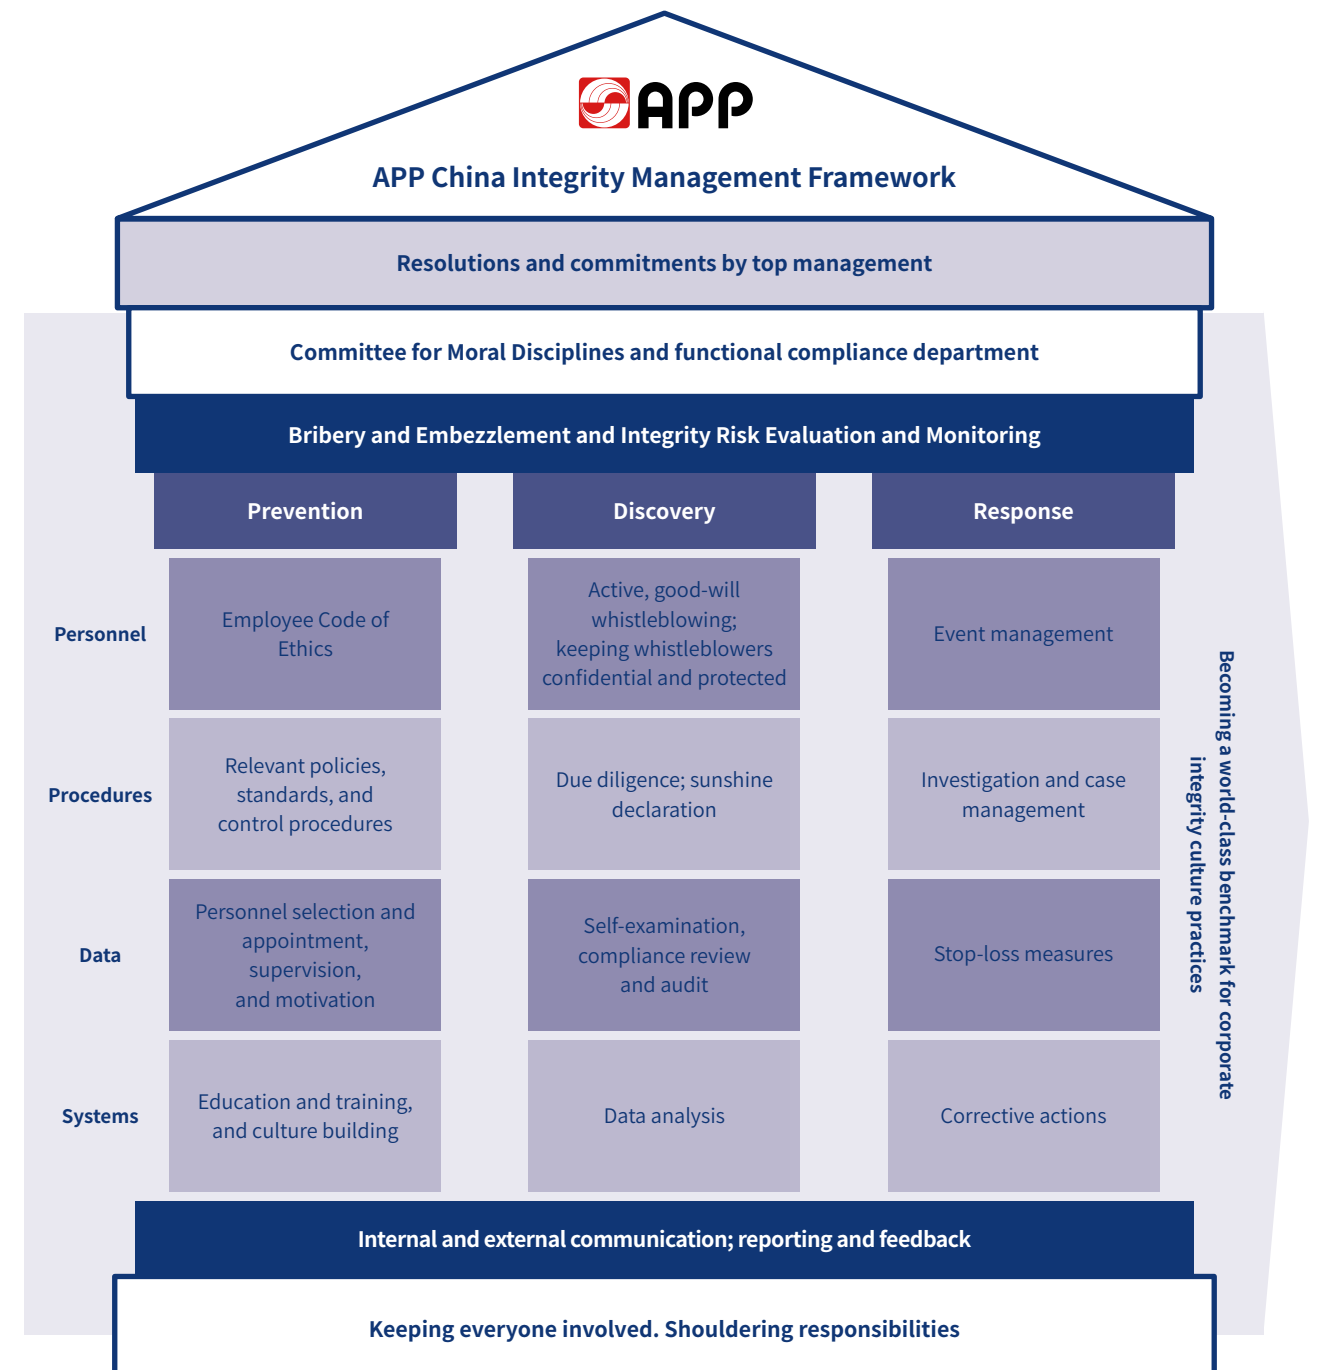 APP
APP China Integrity Management Framework
Resolutions and commitments by top management
Committee for Moral Disciplines and functional compliance department
Bribery and Embezzlement and Integrity Risk Evaluation and Monitoring
Prevention
Discovery
Response
Personnel
Employee Code of
Ethics
Active, good-will
whistleblowing;
keeping whistleblowers
confidential and protected
Event management
Procedures
Relevant policies,
standards, and
control procedures
Due diligence; sunshine
declaration
Investigation and case
management
Data
Personnel selection and
appointment,
supervision,
and motivation
Self-examination,
compliance review
and audit
Stop-loss measures
Systems
Education and training,
and culture building
Data analysis
Corrective actions
Becoming a world-class benchmark for corporate
integrity culture practices
Internal and external communication; reporting and feedback
Keeping everyone involved. Shouldering responsibilities